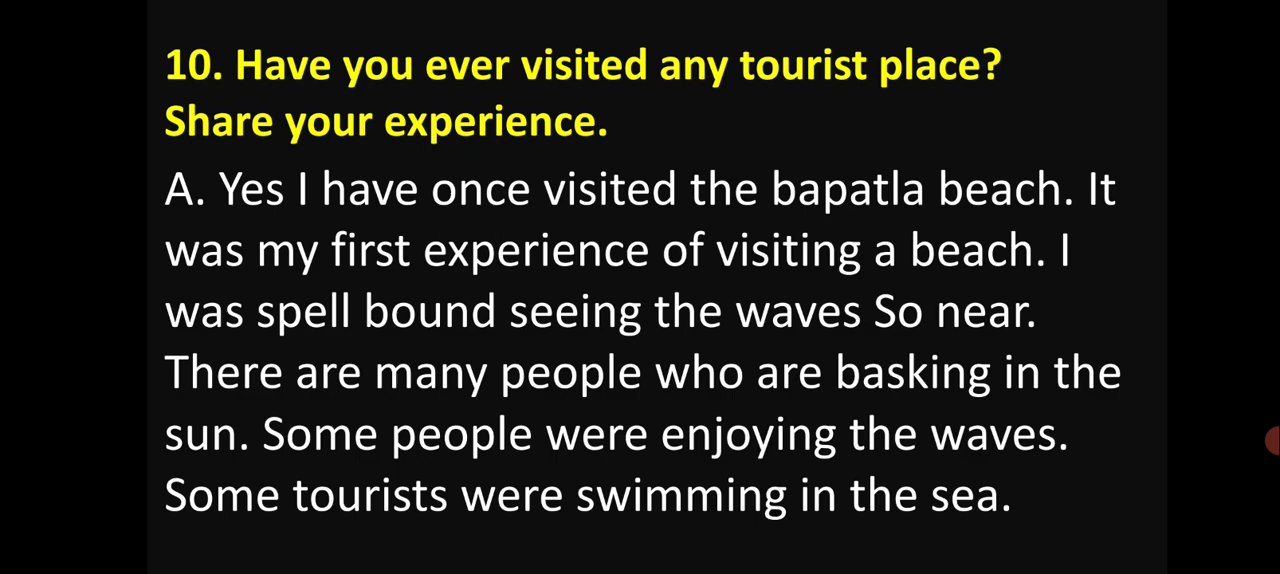 10. Have you ever visited any tourist place?
Share your experience.
A. Yes I have once visited the bapatla beach. It
was my first experience of visiting a beach. I
was spell bound seeing the waves So near.
There are many people who are basking in the
sun. Some people were enjoying the waves.
Some tourists were swimming in the sea.